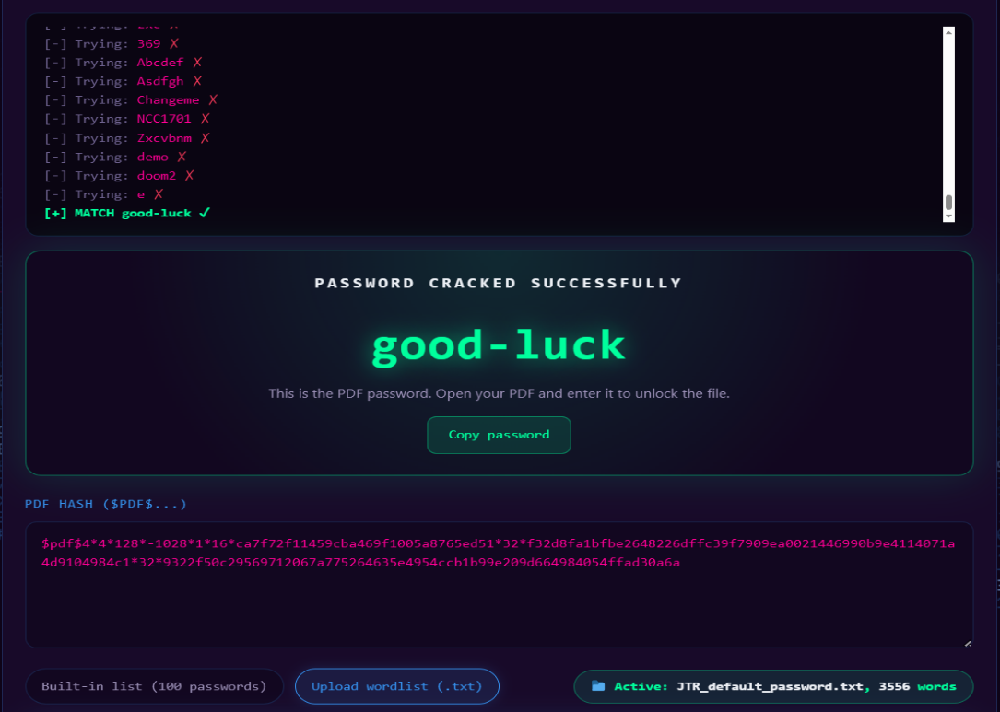 [-] Trying: 369 ✗
[-] Trying: Abcdef ✗
[-] Trying: Asdfgh ✗
[-] Trying: Changeme ✗
[-] Trying: NCC1701 ✗
[-] Trying: Zxcvbnm ✗
[-] Trying: demo ✗
[-] Trying: doom2 ✗
[-] Trying: e ✗
[+] MATCH good-luck ✓
PASSWORD CRACKED SUCCESSFULLY
good-luck
This is the PDF password. Open your PDF and enter it to unlock the file.
Copy password
PDF HASH ($PDF$...)
$pdf$4*4*128*-1028*1*16*ca7f72f11459cba469f1005a8765ed51*32*f32d8fa1bfbe2648226dffc39f7909ea0021446990b9e4114071a
4d9104984c1*32*9322f50c29569712067a775264635e4954ccb1b99e209d664984054ffad30a6a
Built-in list (100 passwords)
Upload wordlist (.txt)
Active: JTR_default_password.txt, 3556 words